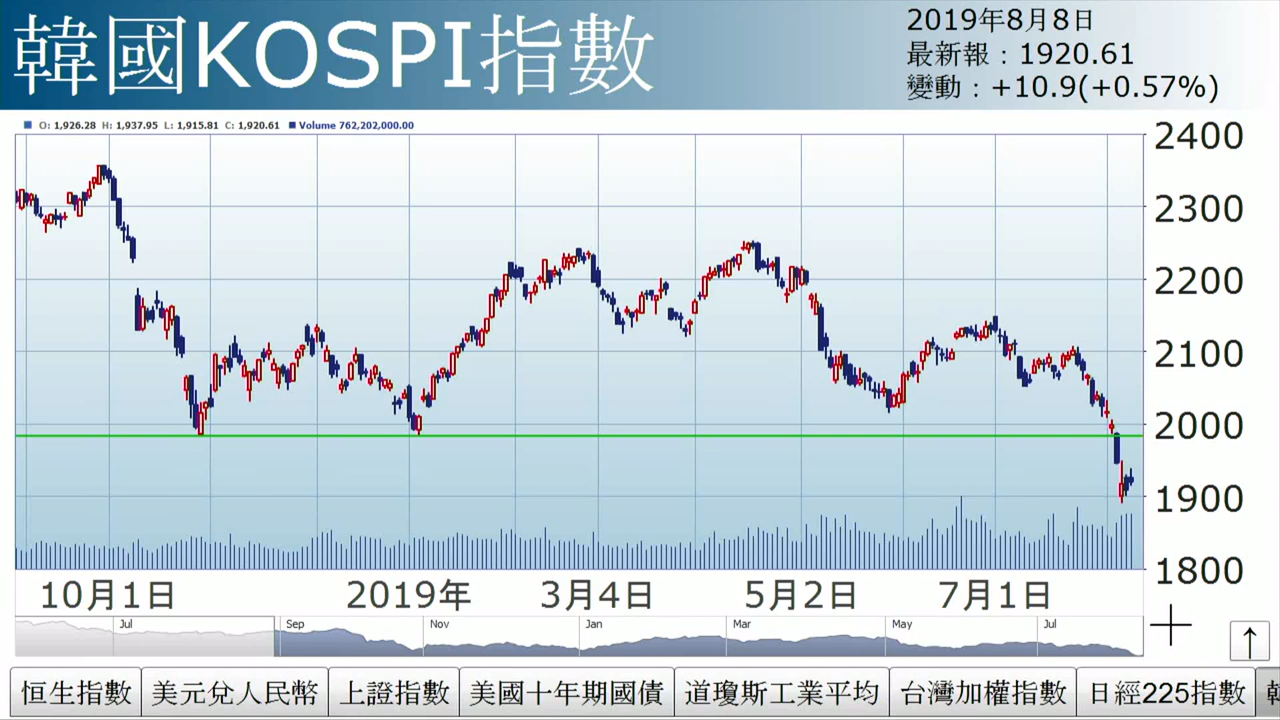 韓國KOSPI指數
2019年8月8日
最新報：1920.61
變動：+10.9(+0.57%)
O: 1,926.28 H: 1,937.95 L: 1,915.81 C: 1,920.61 Volume 762,202,000.00
2400
2300
2200
2100
2000
1900
1800
10月1日 2019年 3月4日 5月2日 7月1日
Jul Sep Nov Jan Mar May Jul
恒生指數 美元兌人民幣 上證指數 美國十年期國債 道瓊斯工業平均 台灣加權指數 日經225指數